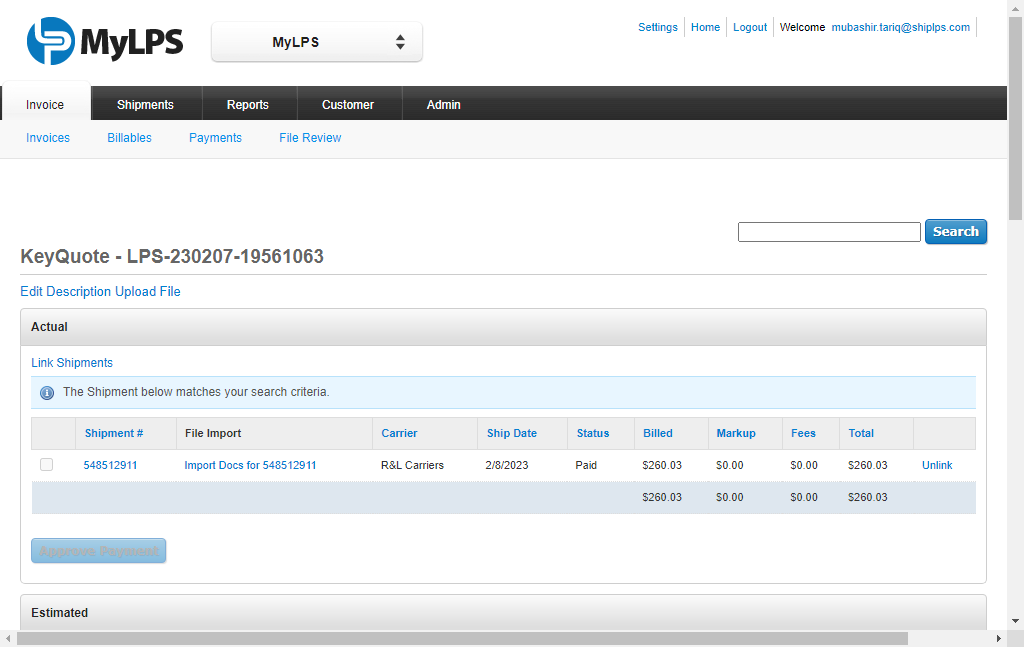 MyLPS
MyLPS
Settings Home Logout Welcome mubashir.tariq@shiplps.com
Invoice Shipments Reports Customer Admin
Invoices Billables Payments File Review
Search
KeyQuote - LPS-230207-19561063
Edit Description Upload File
Actual
Link Shipments
The Shipment below matches your search criteria.
Shipment # File Import Carrier Ship Date Status Billed Markup Fees Total
548512911 Import Docs for 548512911 R&L Carriers 2/8/2023 Paid $260.03 $0.00 $0.00 $260.03 Unlink
$260.03 $0.00 $0.00 $260.03
Approve Payment
Estimated